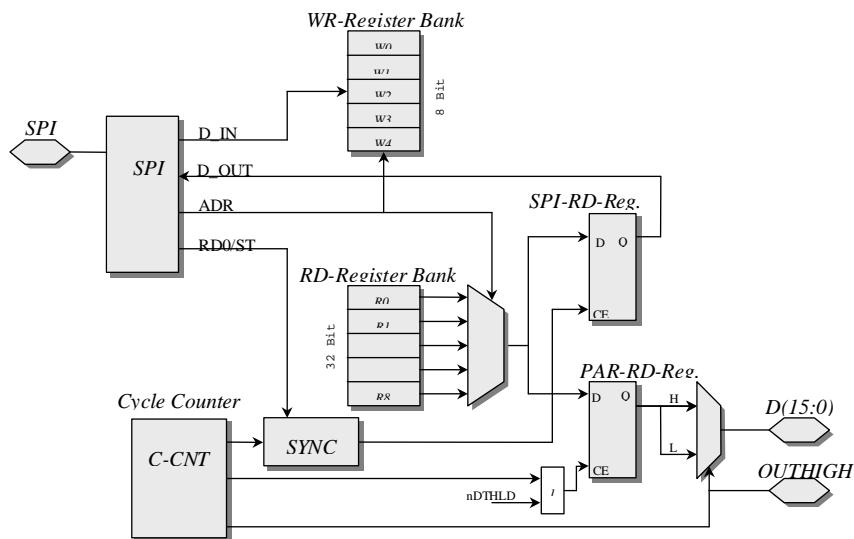 WR-Register Bank
W0
W1
W2
W3
W4
8 Bit
SPI
SPI
D_IN
D_OUT
ADR
RD0/ST
SPI-RD-Reg.
D Q
CE
RD-Register Bank
R0
R1
R8
32 Bit
PAR-RD-Reg.
D Q
CE
H
L
D(15:0)
OUTHIGH
Cycle Counter
C-CNT
SYNC
nDTHLD
1